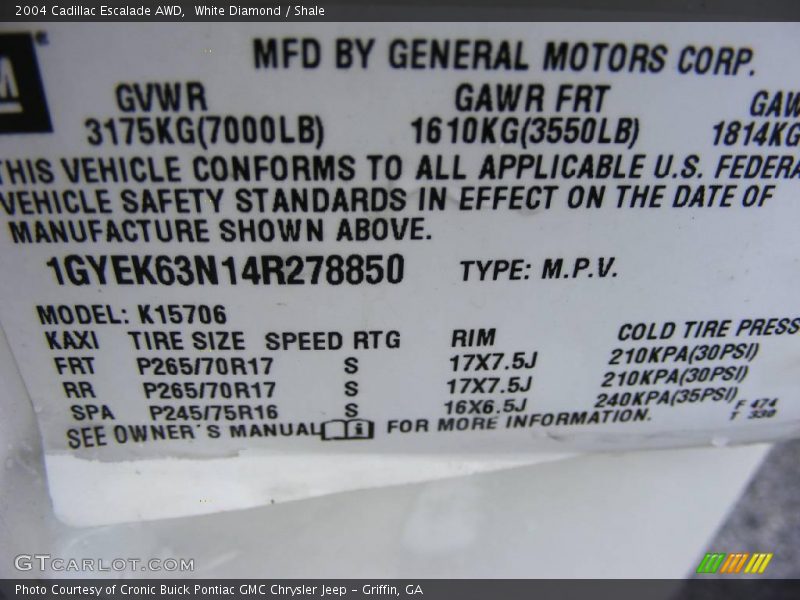 2004 Cadillac Escalade AWD, White Diamond / Shale
MFD BY GENERAL MOTORS CORP.
GVWR GAWR FRT GAW
3175KG(7000LB) 1610KG(3550LB) 1814KG
THIS VEHICLE CONFORMS TO ALL APPLICABLE U.S. FEDERA
VEHICLE SAFETY STANDARDS IN EFFECT ON THE DATE OF
MANUFACTURE SHOWN ABOVE.
1GYEK63N14R278850 TYPE: M.P.V.
MODEL: K15706
KAXI TIRE SIZE SPEED RTG RIM COLD TIRE PRESS
FRT P265/70R17 S 17X7.5J 210KPA(30PSI)
RR P265/70R17 S 17X7.5J 210KPA(30PSI)
SPA P245/75R16 S 16X6.5J 240KPA(35PSI) F 474
T 330
SEE OWNER'S MANUAL i FOR MORE INFORMATION.
GTCARLOT.COM
Photo Courtesy of Cronic Buick Pontiac GMC Chrysler Jeep - Griffin, GA